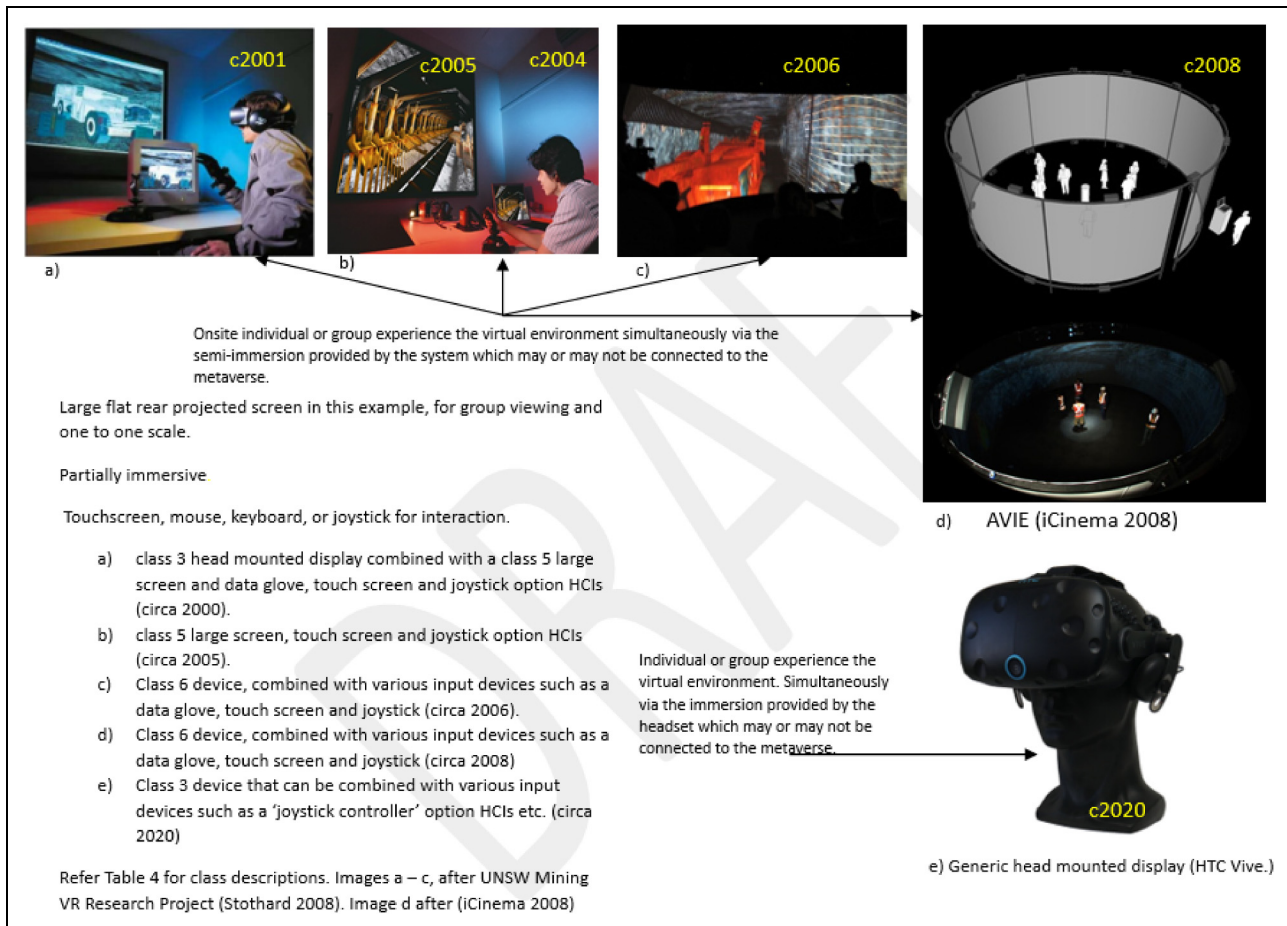 c2001
c2005
c2004
c2006
c2008
a)
b)
c)
Onsite individual or group experience the virtual environment simultaneously via the
semi-immersion provided by the system which may or may not be connected to the
metaverse.
Large flat rear projected screen in this example, for group viewing and
one to one scale.
Partially immersive.
Touchscreen, mouse, keyboard, or joystick for interaction.
d) AVIE (iCinema 2008)
a) class 3 head mounted display combined with a class 5 large
screen and data glove, touch screen and joystick option HCIs
(circa 2000).
b) class 5 large screen, touch screen and joystick option HCIs
(circa 2005).
c) Class 6 device, combined with various input devices such as a
data glove, touch screen and joystick (circa 2006).
d) Class 6 device, combined with various input devices such as a
data glove, touch screen and joystick (circa 2008)
e) Class 3 device that can be combined with various input
devices such as a ‘joystick controller’ option HCIs etc. (circa
2020)
Individual or group experience the
virtual environment. Simultaneously
via the immersion provided by the
headset which may or may not be
connected to the metaverse.
c2020
e) Generic head mounted display (HTC Vive.)
Refer Table 4 for class descriptions. Images a – c, after UNSW Mining
VR Research Project (Stothard 2008). Image d after (iCinema 2008)
DRAFT